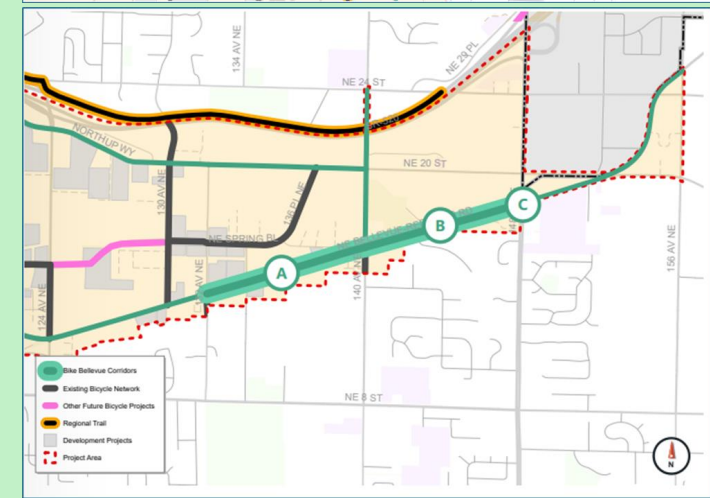 134 AV NE
NE 29 PL
NE 24 ST
NORTHUP WY
130 AV NE
NE 20 ST
136 PL NE
C
B
NE SPRING BL
A
140 AV NE
156 AV NE
124 AV NE
NE 8 ST
Bike Bellevue Corridors
Existing Bicycle Network
Other Future Bicycle Projects
Regional Trail
Development Projects
Project Area
N